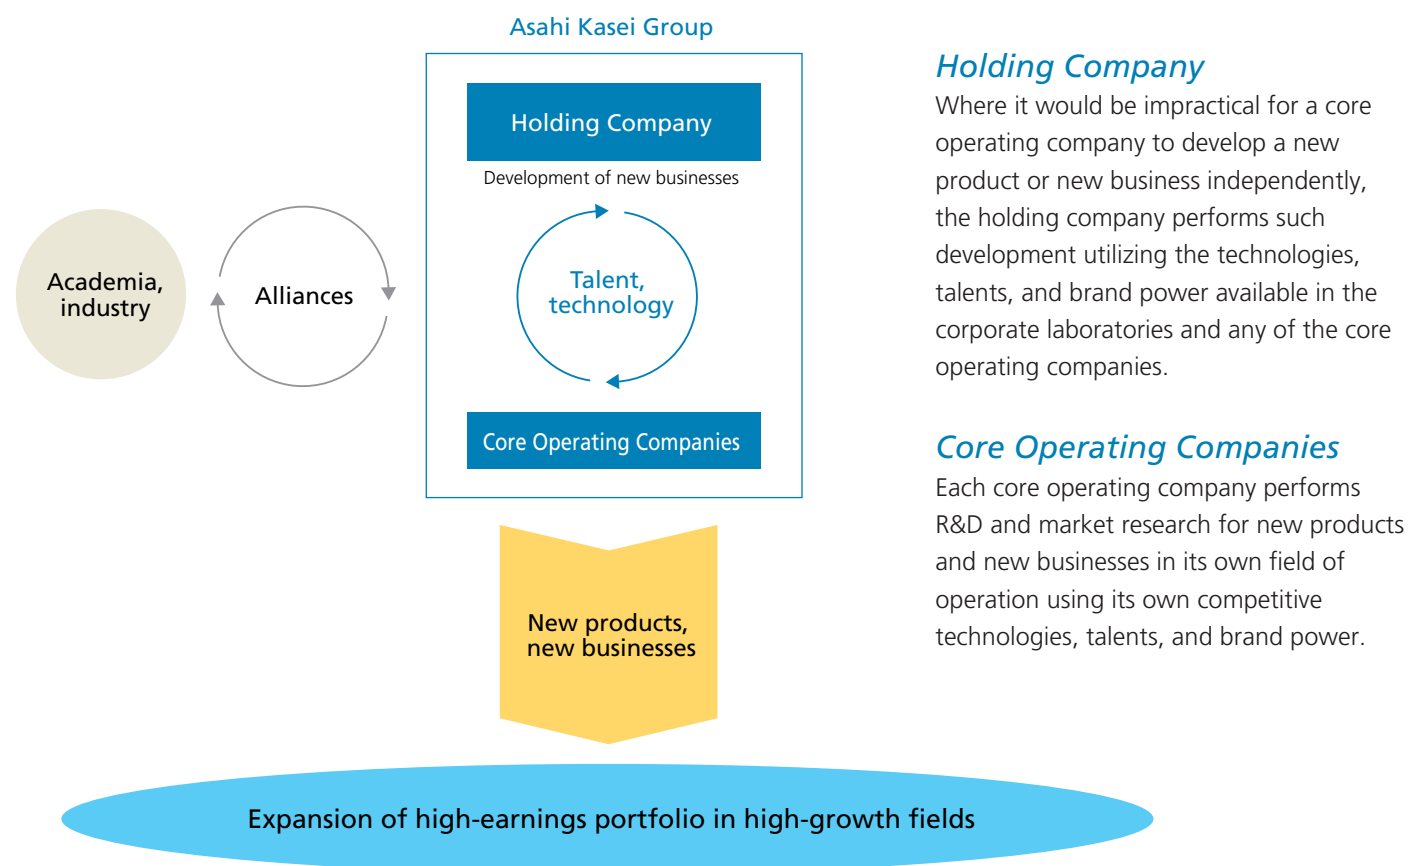 Asahi Kasei Group
Holding Company
Development of new businesses
Talent,
technology
Core Operating Companies
Academia,
industry
Alliances
New products,
new businesses
Expansion of high-earnings portfolio in high-growth fields
Holding Company
Where it would be impractical for a core
operating company to develop a new
product or new business independently,
the holding company performs such
development utilizing the technologies,
talents, and brand power available in the
corporate laboratories and any of the core
operating companies.
Core Operating Companies
Each core operating company performs
R&D and market research for new products
and new businesses in its own field of
operation using its own competitive
technologies, talents, and brand power.